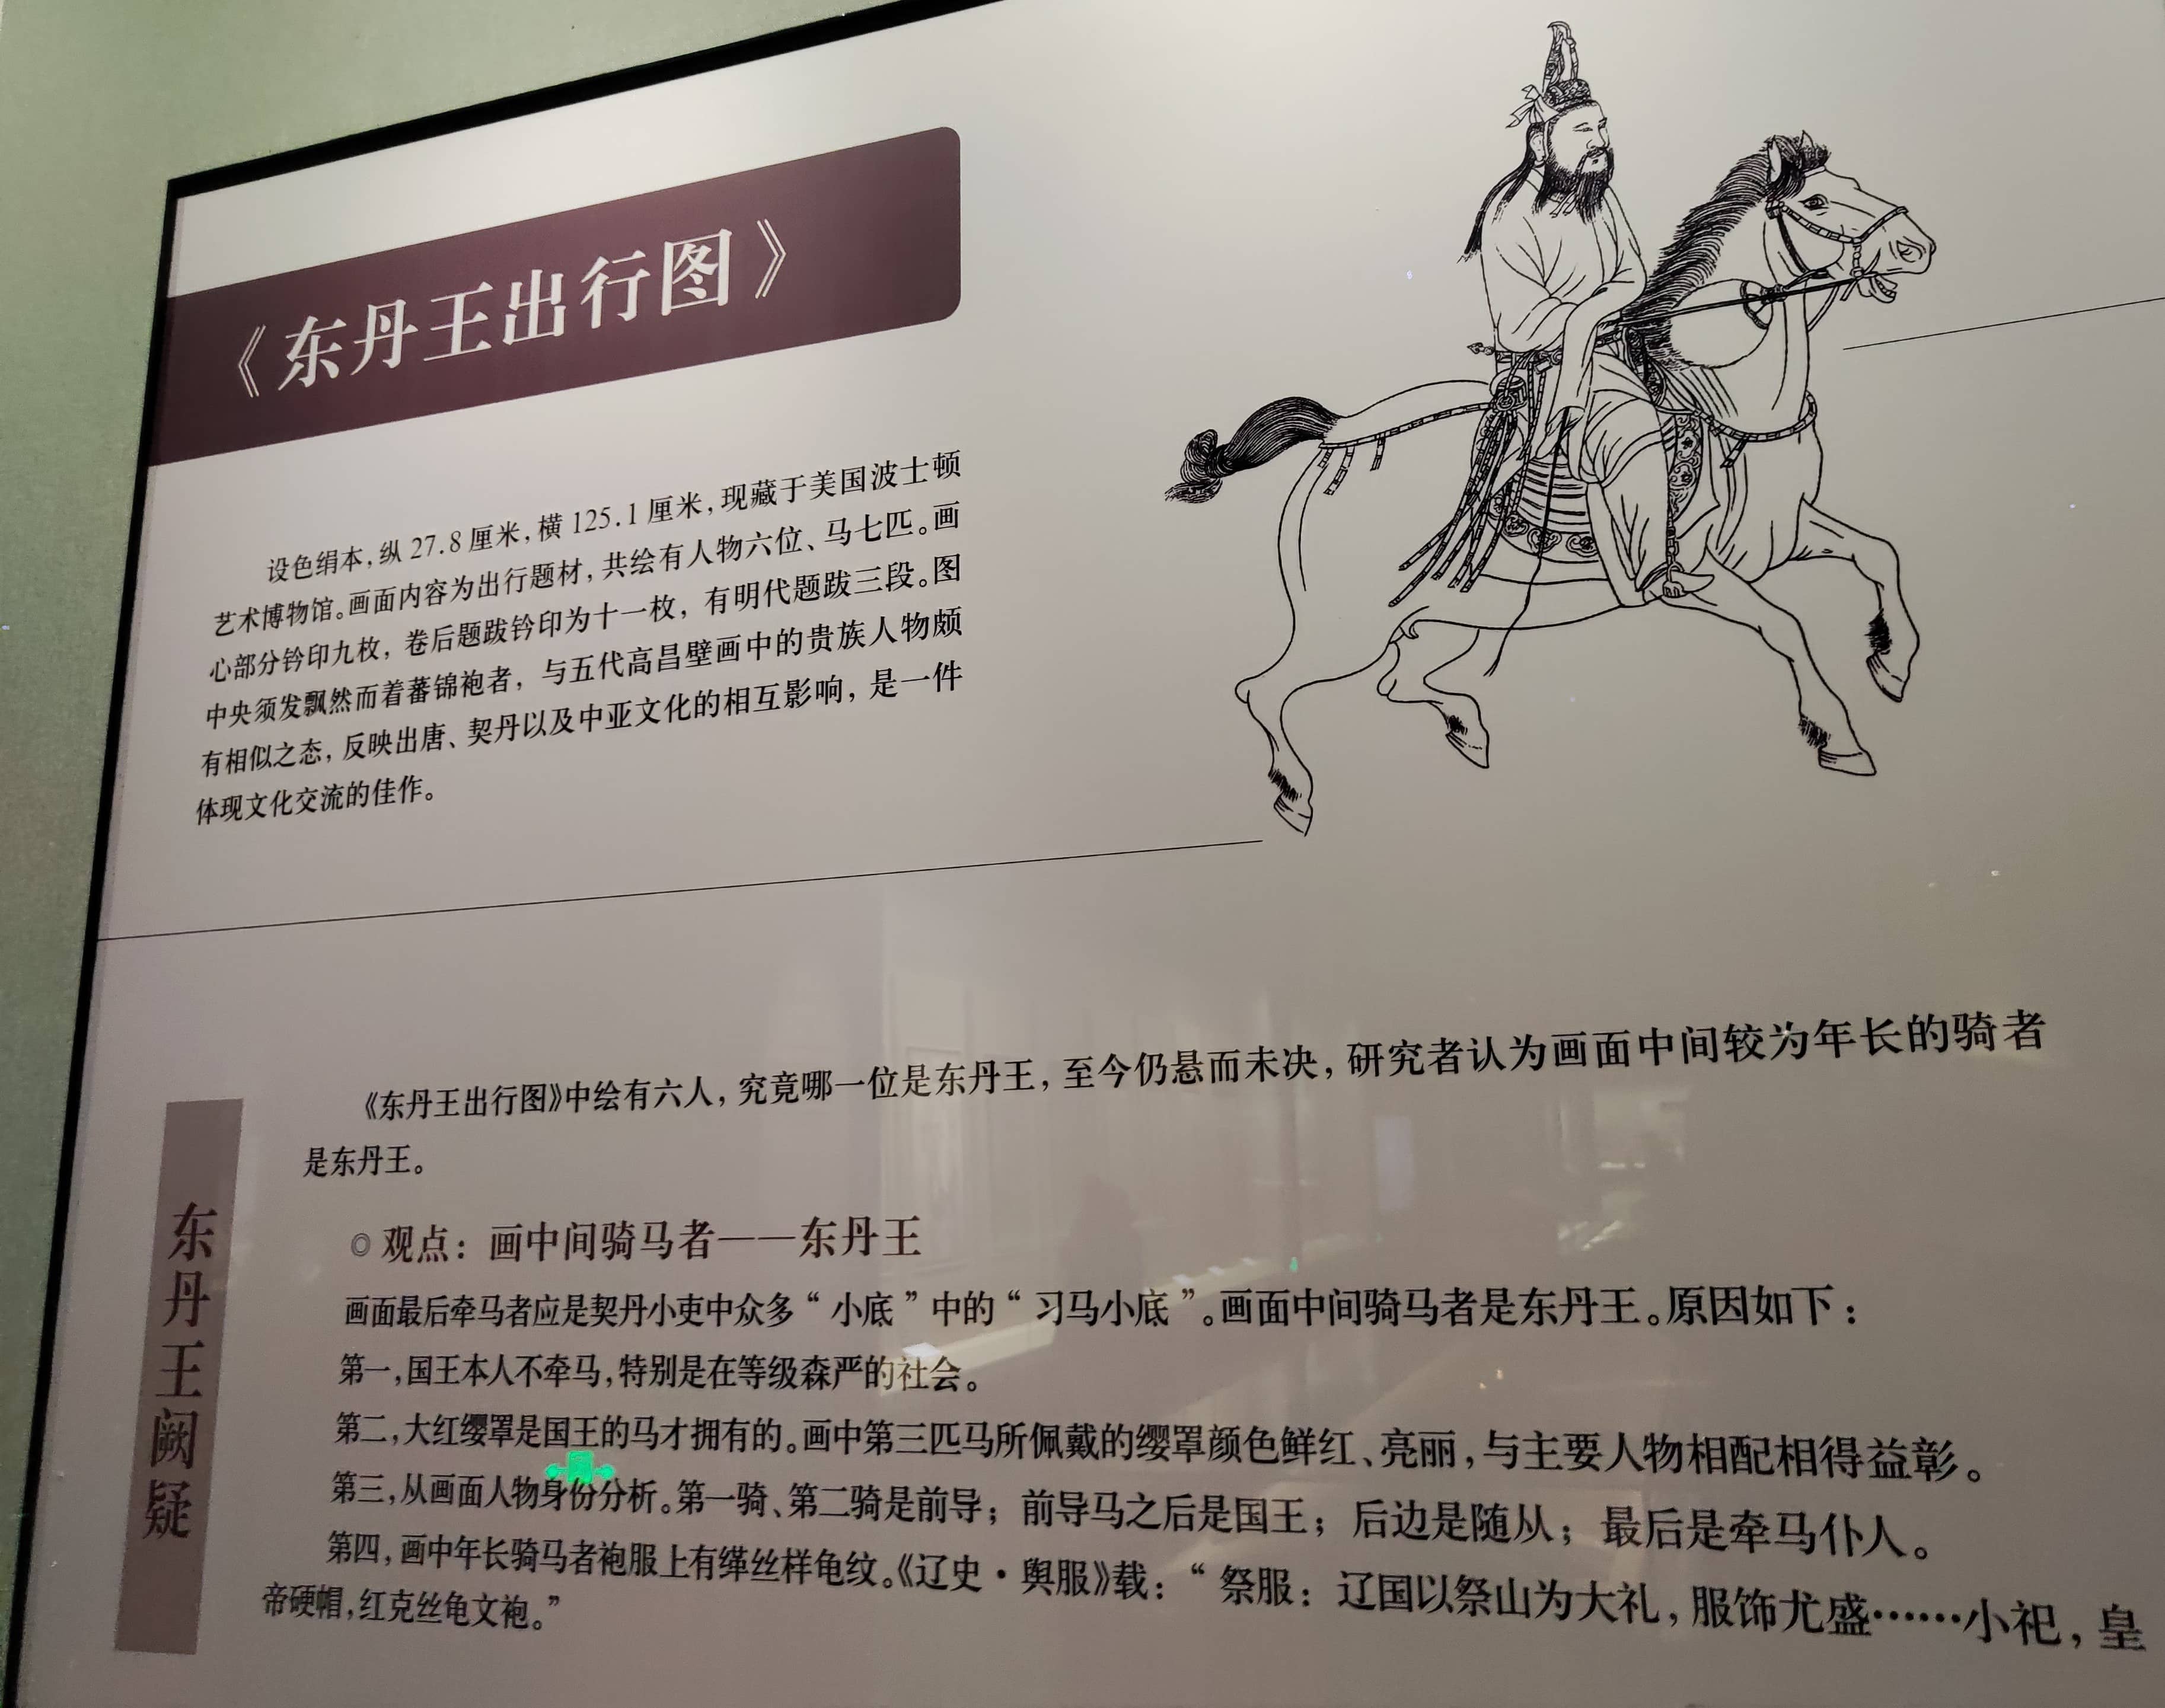 《东丹王出行图》
设色绢本，纵 27.8 厘米，横 125.1 厘米，现藏于美国波士顿
艺术博物馆。画面内容为出行题材，共绘有人物六位、马七匹。画
心部分钤印九枚，卷后题跋钤印为十一枚，有明代题跋三段。图
中央须发飘然而着蕃锦袍者，与五代高昌壁画中的贵族人物颇
有相似之态，反映出唐、契丹以及中亚文化的相互影响，是一件
体现文化交流的佳作。
东丹王阙疑
《东丹王出行图》中绘有六人，究竟哪一位是东丹王，至今仍悬而未决，研究者认为画面中间较为年长的骑者
是东丹王。
◎ 观点：画中间骑马者——东丹王
画面最后牵马者应是契丹小吏中众多“小底”中的“习马小底”。画面中间骑马者是东丹王。原因如下：
第一，国王本人不牵马，特别是在等级森严的社会。
第二，大红缨罩是国王的马才拥有的。画中第三匹马所佩戴的缨罩颜色鲜红、亮丽，与主要人物相配相得益彰。
第三，从画面人物身份分析。第一骑、第二骑是前导；前导马之后是国王；后边是随从；最后是牵马仆人。
第四，画中年长骑马者袍服上有缂丝样龟纹。《辽史·舆服》载：“祭服：辽国以祭山为大礼，服饰尤盛……小祀，皇
帝硬帽，红克丝龟文袍。”